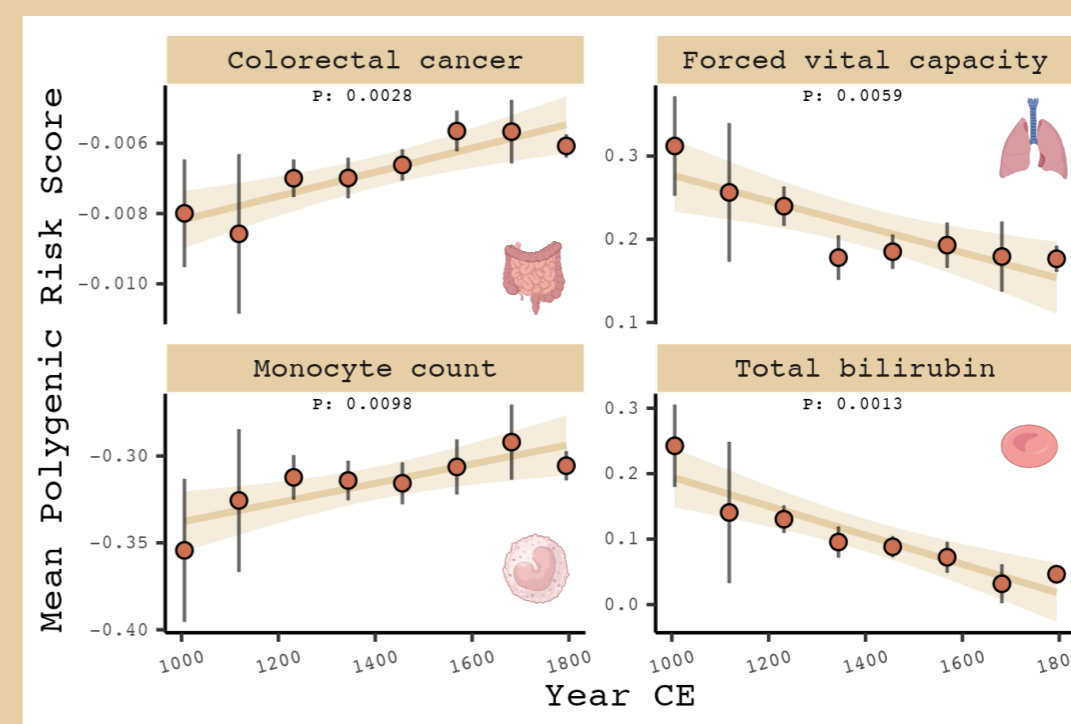 Colorectal cancer
P: 0.0028
-0.006
-0.008
-0.010
Forced vital capacity
P: 0.0059
0.3
0.2
0.1
Monocyte count
P: 0.0098
-0.30
-0.35
-0.40
1000 1200 1400 1600 1800
Total bilirubin
P: 0.0013
0.3
0.2
0.1
0.0
1000 1200 1400 1600 180
Mean Polygenic Risk Score
Year CE